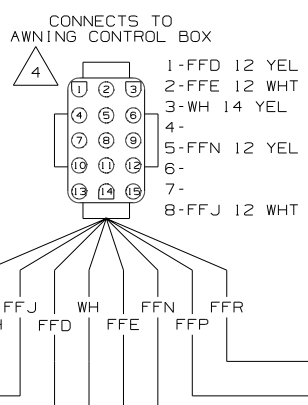 CONNECTS TO
AWNING CONTROL BOX
4
1-FFD 12 YEL
2-FFE 12 WHT
3-WH 14 YEL
4-
5-FFN 12 YEL
6-
7-
8-FFJ 12 WHT
1 2 3
4 5 6
7 8 9
10 11 12
13 14 15
FFJ WH FFN FFR
FFD FFE FFP